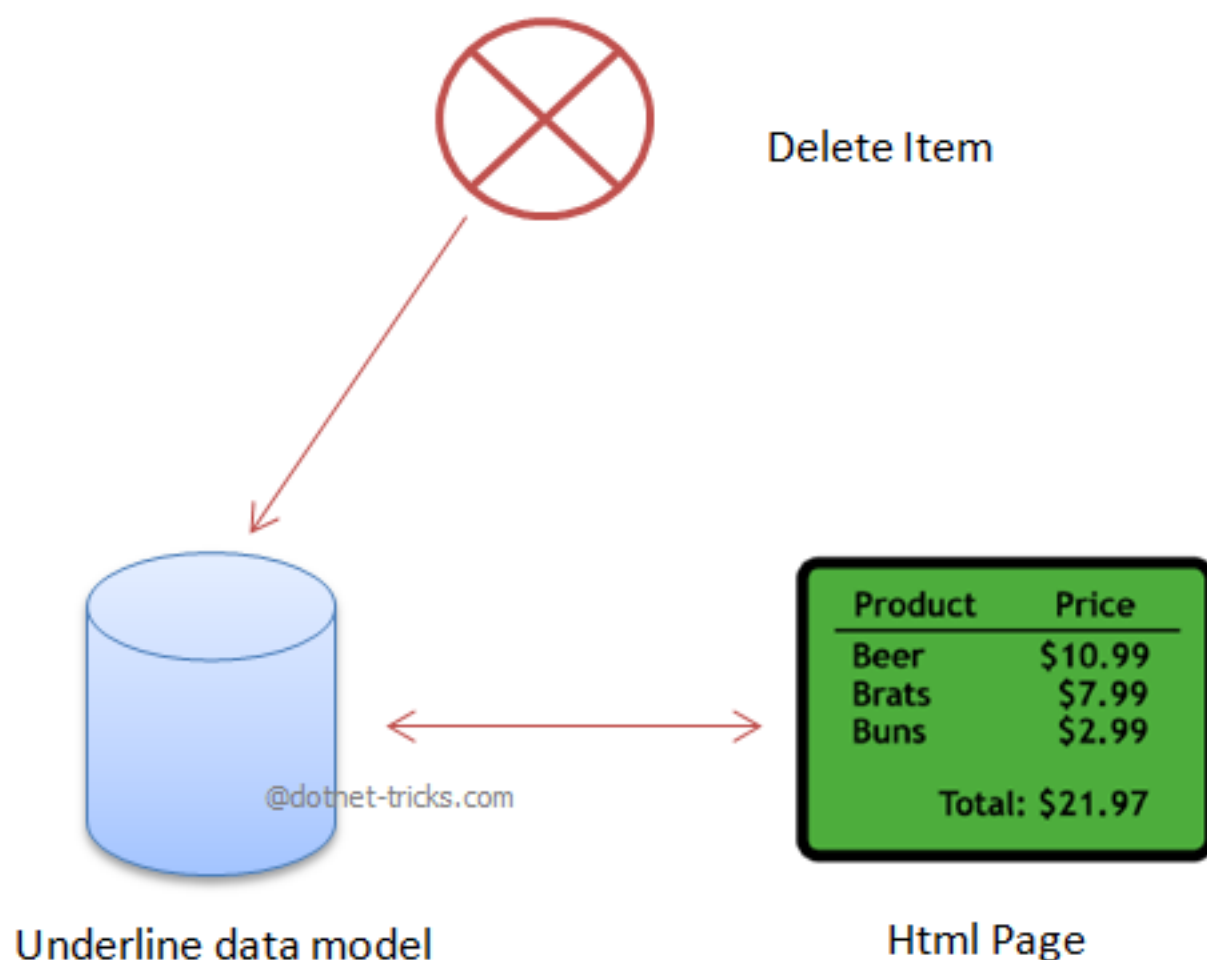 Delete Item
Product Price
Beer $10.99
Brats $7.99
Buns $2.99
Total: $21.97
@dotnet-tricks.com
Underline data model
Html Page